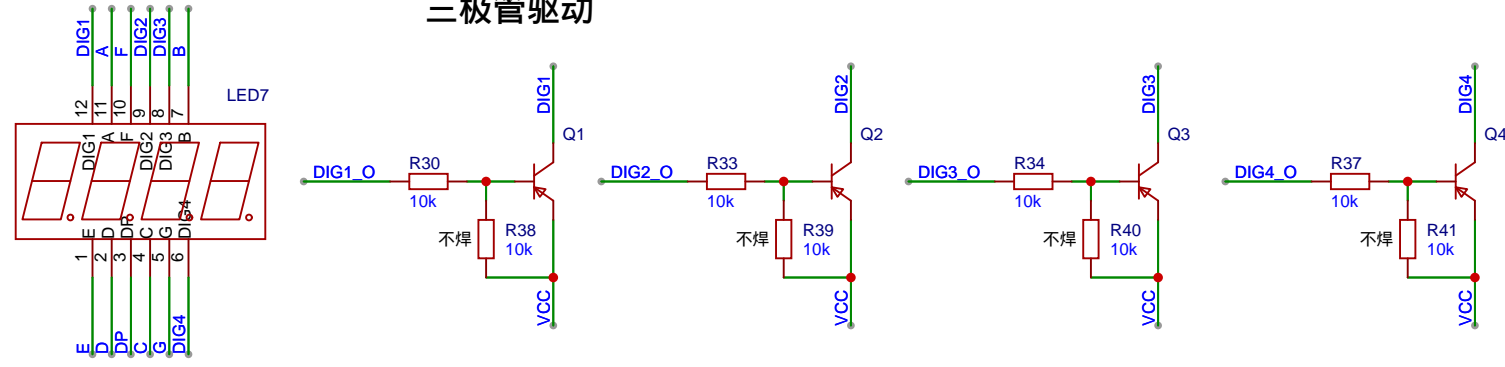 三极管驱动
DIG1
A
F
DIG2
DIG3
B
12
11
10
9
8
7
LED7
DIG1
A
F
DIG2
DIG3
B
E
D
DP
C
G
DIG4
1
2
3
4
5
6
E
D
DP
C
G
DIG4
DIG1
Q1
DIG1_O
R30
10k
不焊
R38
10k
VCC
DIG2
Q2
DIG2_O
R33
10k
不焊
R39
10k
VCC
DIG3
Q3
DIG3_O
R34
10k
不焊
R40
10k
VCC
DIG4
Q4
DIG4_O
R37
10k
不焊
R41
10k
VCC